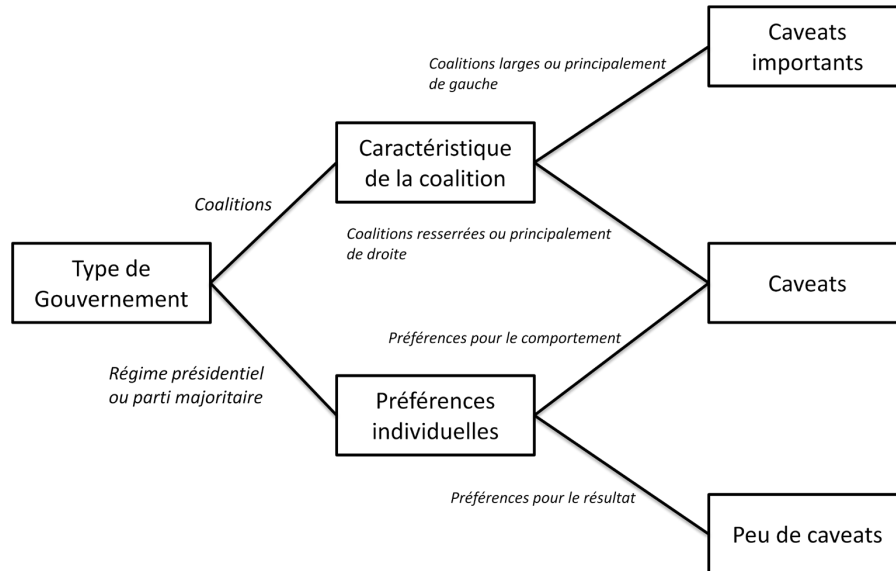 Caveats
importants
Coalitions larges ou principalement
de gauche
Caractéristique
de la coalition
Coalitions
Coalitions resserrées ou principalement
de droite
Type de
Gouvernement
Caveats
Préférences pour le comportement
Régime présidentiel
ou parti majoritaire
Préférences
individuelles
Préférences pour le résultat
Peu de caveats